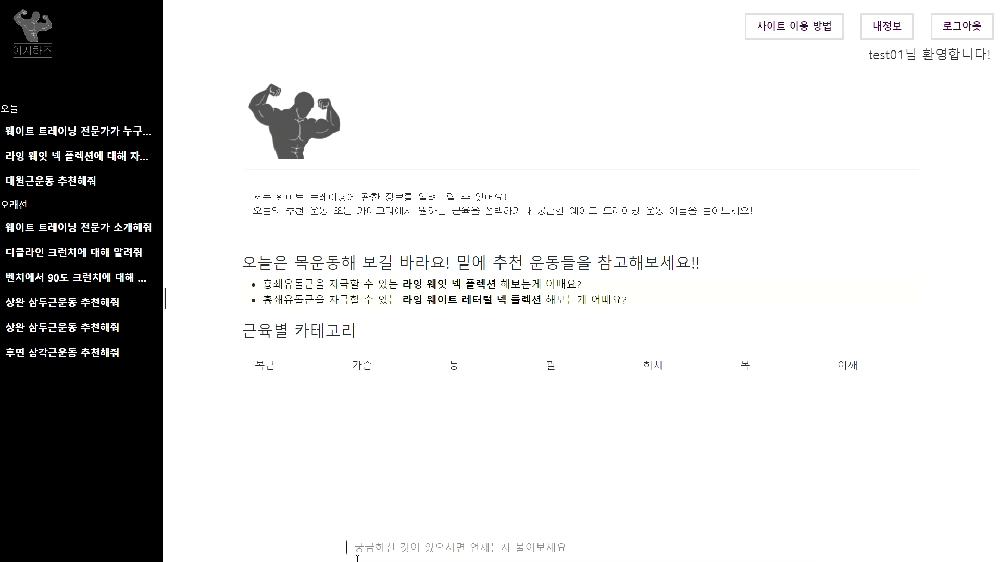 이지하조
사이트 이용 방법
내정보
로그아웃
test01님 환영합니다!
오늘
웨이트 트레이닝 전문가가 누구...
라잉 웨잇 넥 플렉션에 대해 자...
대원근운동 추천해줘
오래전
웨이트 트레이닝 전문가 소개해줘
디클라인 크런치에 대해 알려줘
벤치에서 90도 크런치에 대해 ...
상완 삼두근운동 추천해줘
상완 삼두근운동 추천해줘
후면 삼각근운동 추천해줘
저는 웨이트 트레이닝에 관한 정보를 알려드릴 수 있어요!
오늘의 추천 운동 또는 카테고리에서 원하는 근육을 선택하거나 궁금한 웨이트 트레이닝 운동 이름을 물어보세요!
오늘은 목운동해 보길 바라요! 밑에 추천 운동들을 참고해보세요!!
흉쇄유돌근을 자극할 수 있는 라잉 웨잇 넥 플렉션 해보는게 어때요?
흉쇄유돌근을 자극할 수 있는 라잉 웨이트 레터럴 넥 플렉션 해보는게 어때요?
근육별 카테고리
복근 가슴 등 팔 하체 목 어깨
궁금하신 것이 있으시면 언제든지 물어보세요